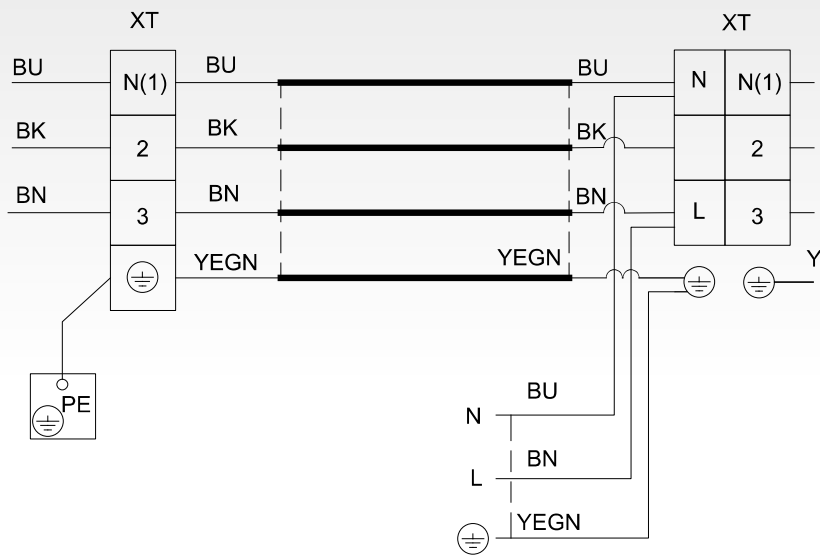 XT XT
BU N(1) BU BU N N(1)
BK 2 BK BK 2
BN 3 BN BN L 3
YEGN YEGN Y
PE
N BU
L BN
YEGN